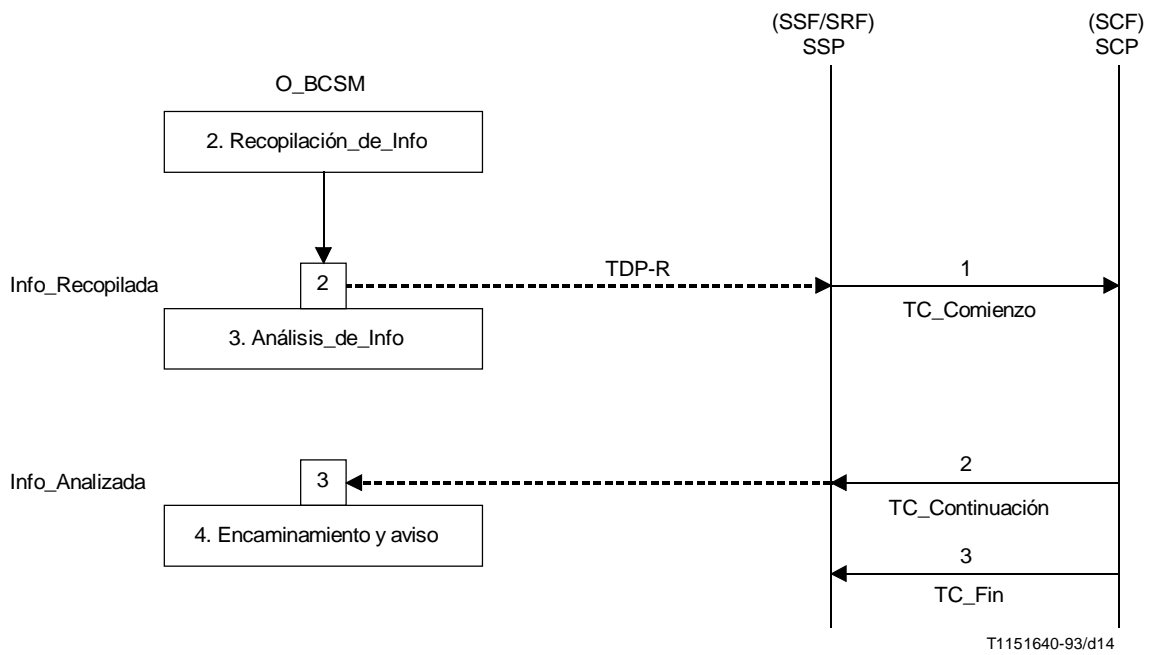 (SSF/SRF)
SSP
(SCF)
SCP
O_BCSM
2. Recopilación_de_Info
Info_Recopilada
2
TDP-R
1
TC_Comienzo
3. Análisis_de_Info
Info_Analizada
3
2
TC_Continuación
4. Encaminamiento y aviso
3
TC_Fin
T1151640-93/d14